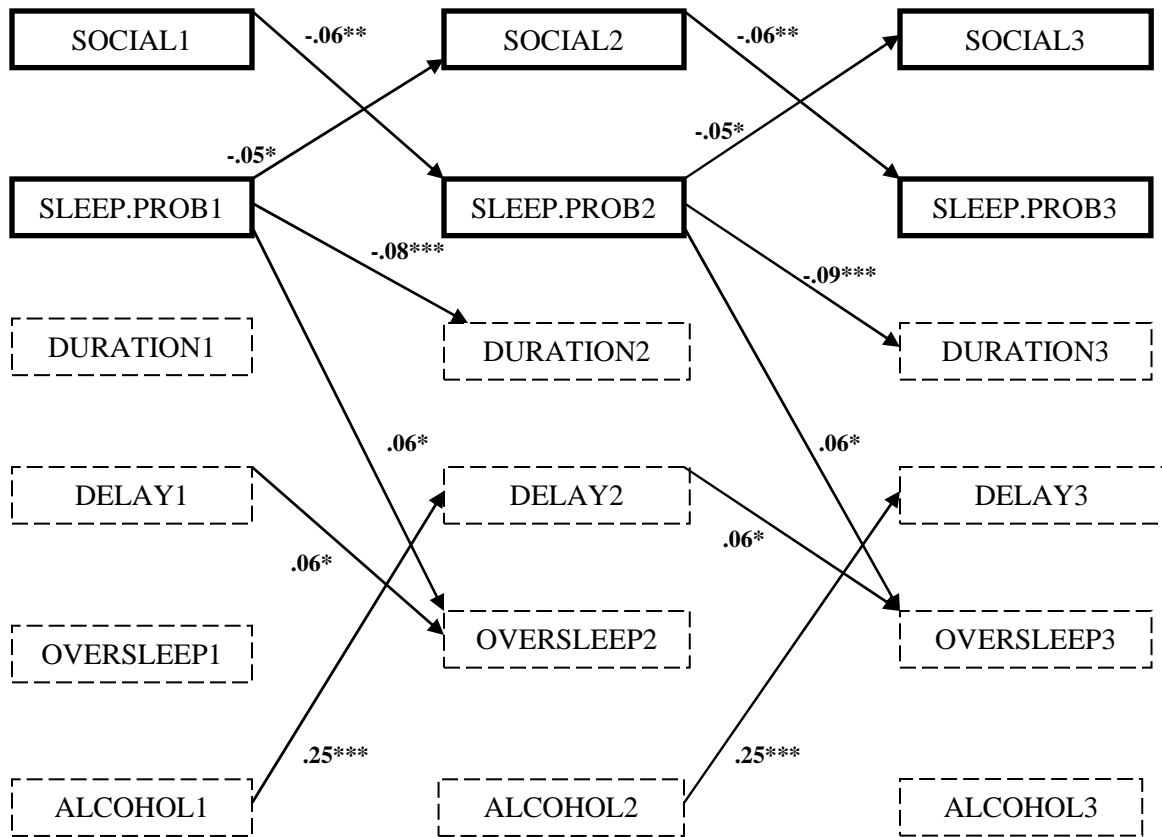 SOCIAL1 -.06** SOCIAL2 -.06** SOCIAL3
-.05* -.05*
SLEEP.PROB1 SLEEP.PROB2 SLEEP.PROB3
-.08*** -.09***
DURATION1 DURATION2 DURATION3
.06* .06*
DELAY1 DELAY2 DELAY3
.06* .06*
OVERSLEEP1 OVERSLEEP2 OVERSLEEP3
.25*** .25***
ALCOHOL1 ALCOHOL2 ALCOHOL3